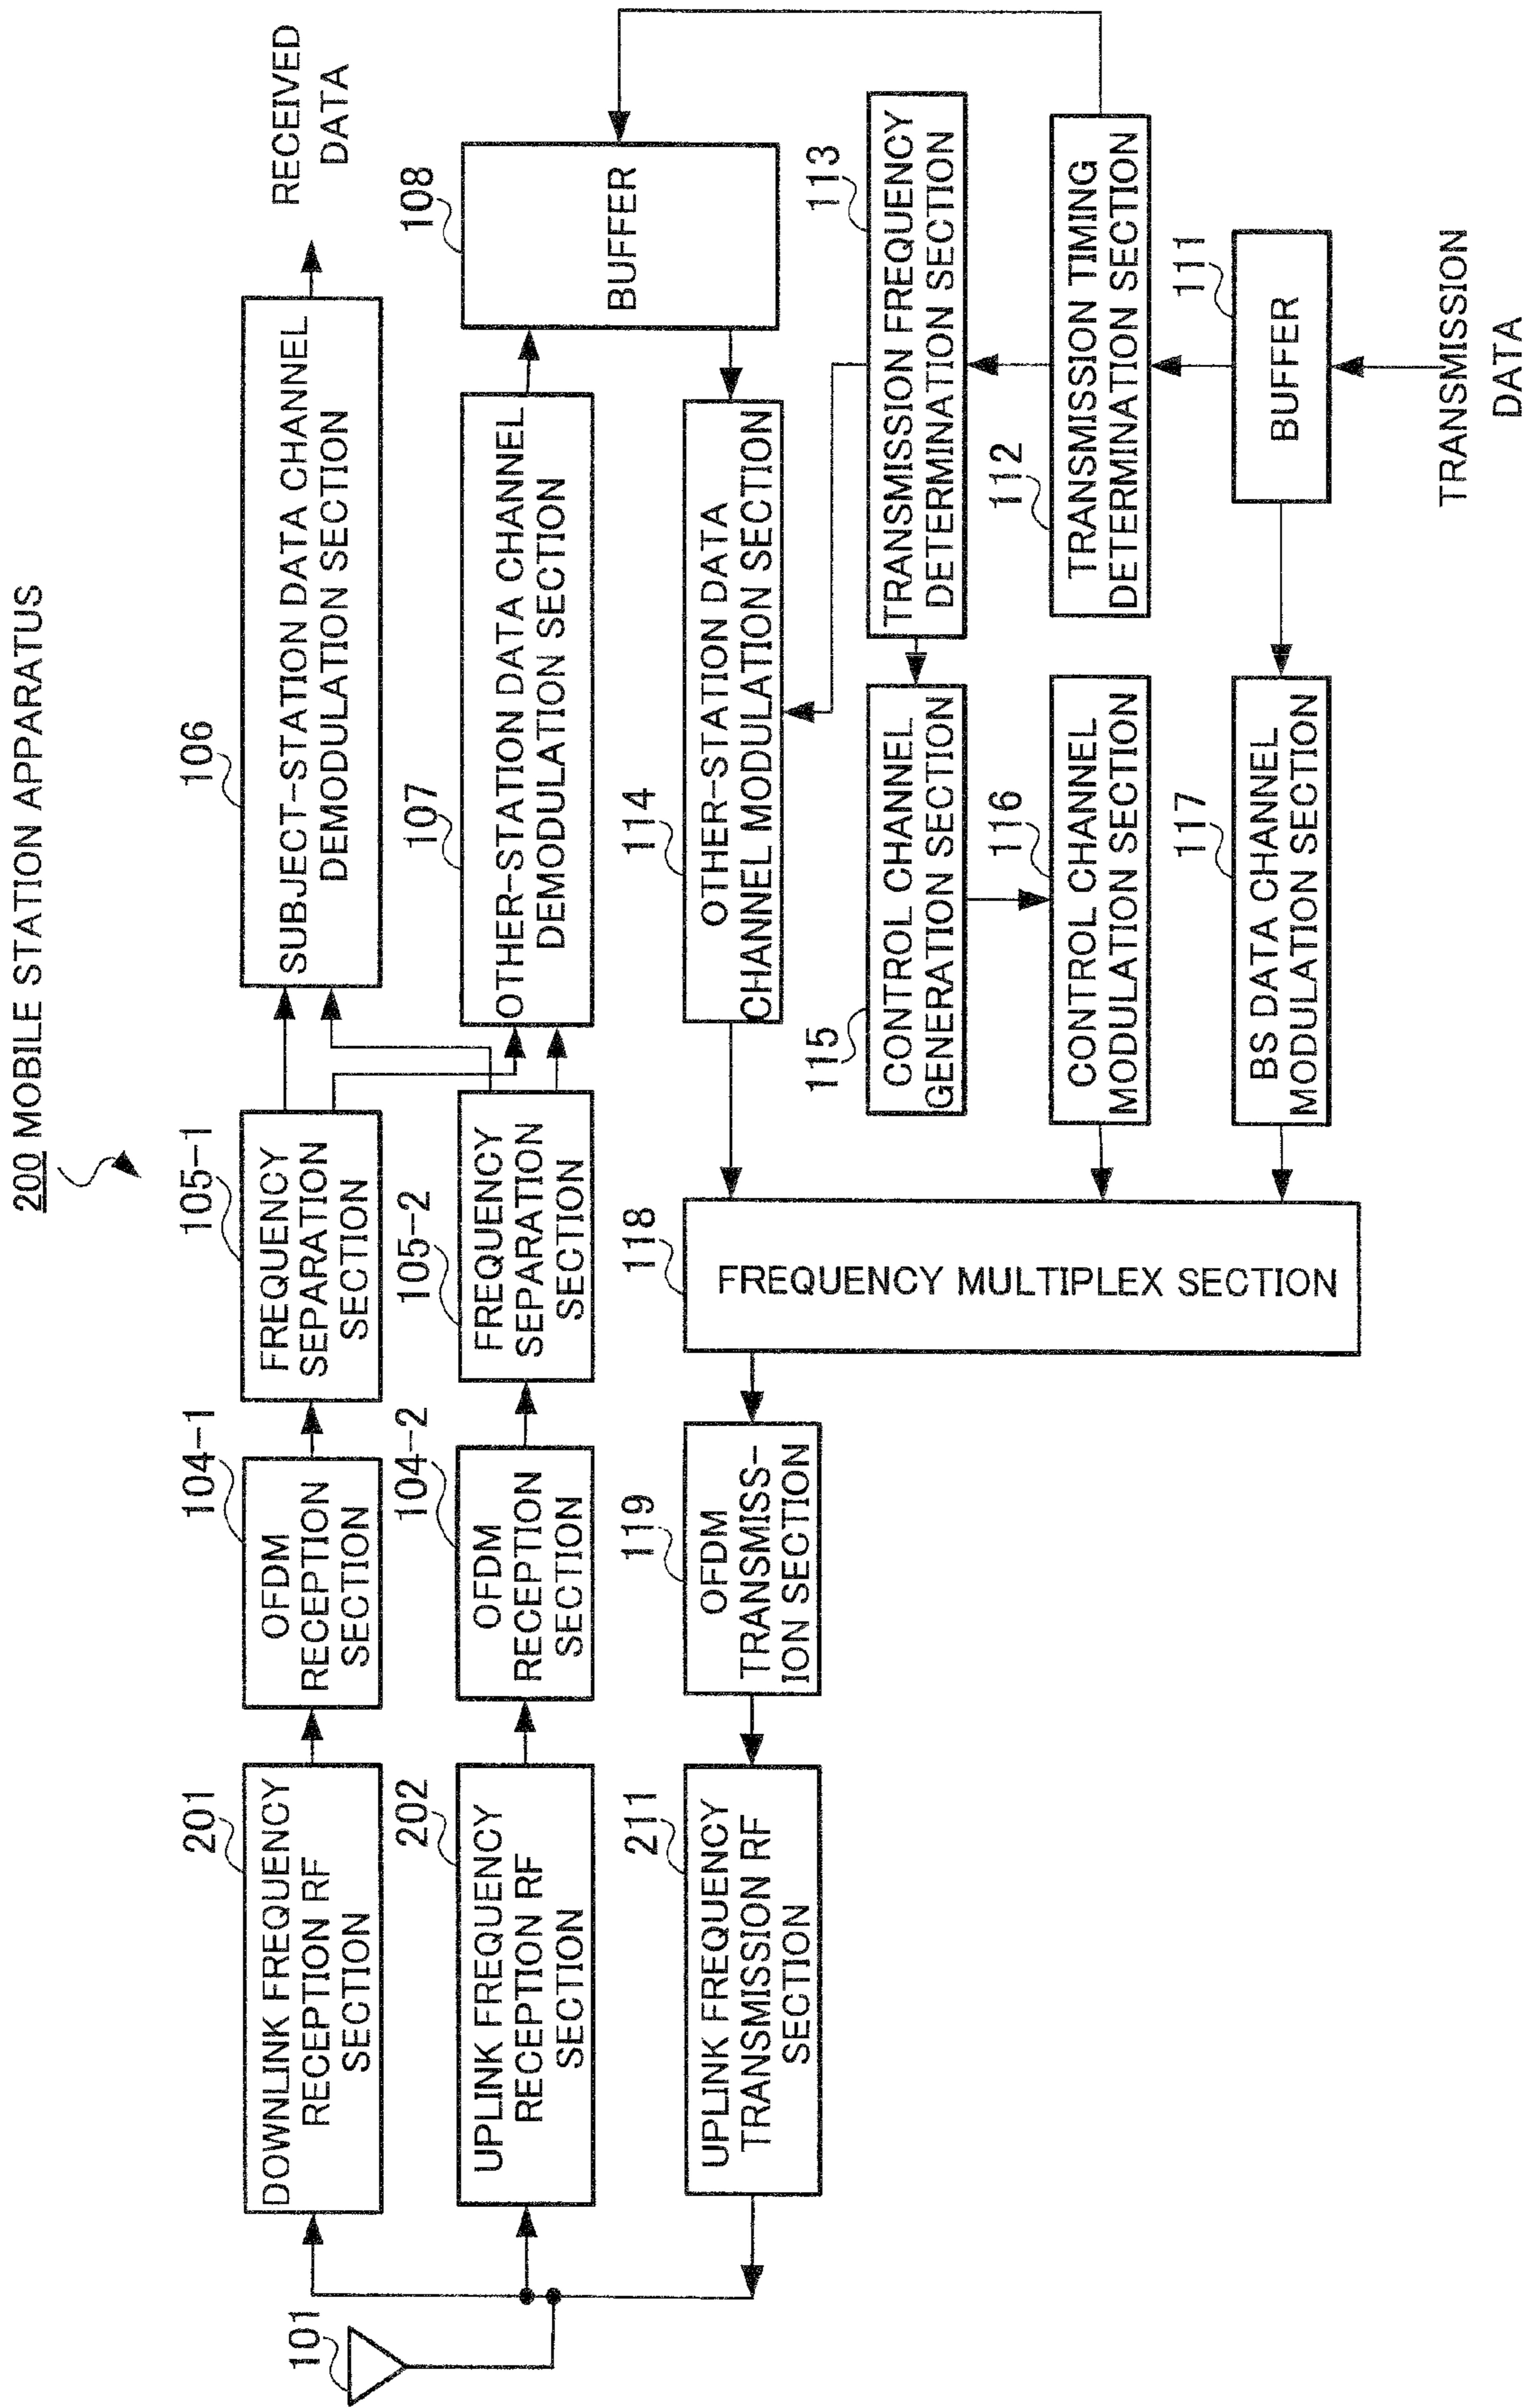 200 MOBILE STATION APPARATUS
101
201
DOWNLINK FREQUENCY
RECEPTION RF
SECTION
104-1
OFDM
RECEPTION
SECTION
105-1
FREQUENCY
SEPARATION
SECTION
106
SUBJECT-STATION DATA CHANNEL
DEMODULATION SECTION
RECEIVED
DATA
202
UPLINK FREQUENCY
RECEPTION RF
SECTION
104-2
OFDM
RECEPTION
SECTION
105-2
FREQUENCY
SEPARATION
SECTION
107
OTHER-STATION DATA CHANNEL
DEMODULATION SECTION
108
BUFFER
211
UPLINK FREQUENCY
TRANSMISSION RF
SECTION
119
OFDM
TRANSMISS-
ION SECTION
118
FREQUENCY MULTIPLEX SECTION
114
OTHER-STATION DATA
CHANNEL MODULATION SECTION
115
CONTROL CHANNEL
GENERATION SECTION
113
TRANSMISSION FREQUENCY
DETERMINATION SECTION
116
CONTROL CHANNEL
MODULATION SECTION
112
TRANSMISSION TIMING
DETERMINATION SECTION
117
BS DATA CHANNEL
MODULATION SECTION
111
BUFFER
TRANSMISSION
DATA